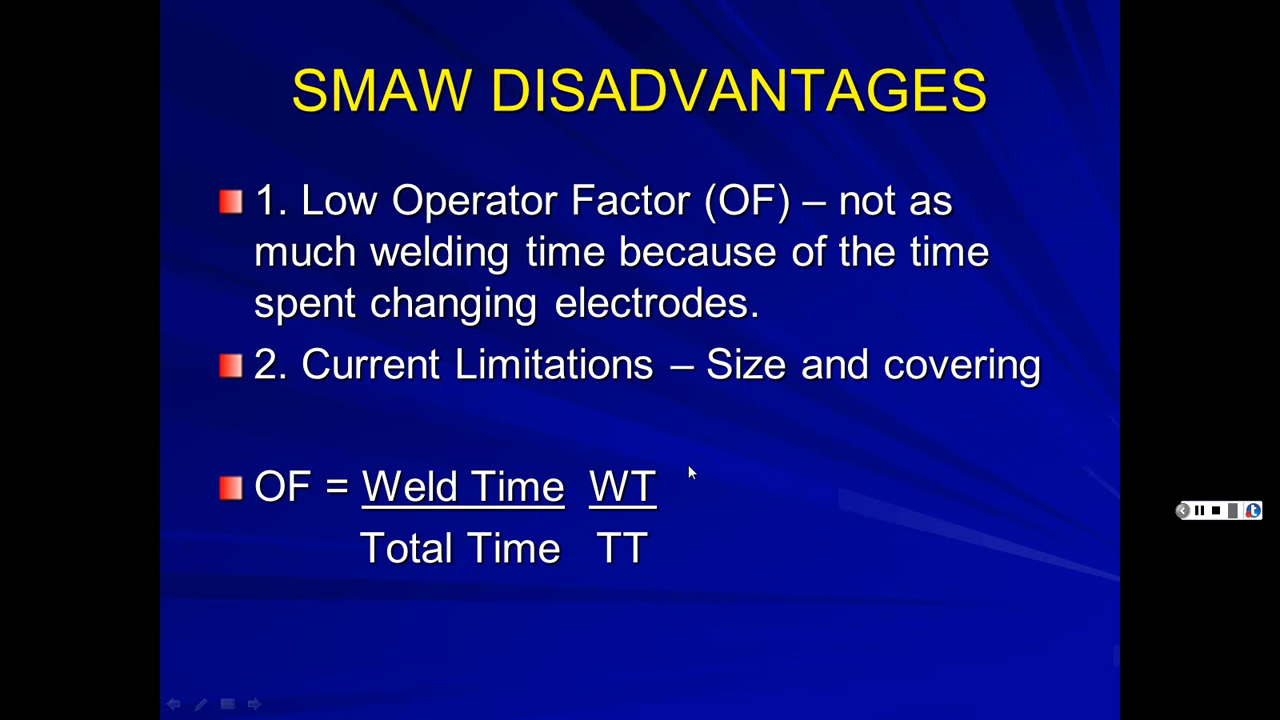 SMAW DISADVANTAGES
1. Low Operator Factor (OF) – not as
much welding time because of the time
spent changing electrodes.
2. Current Limitations – Size and covering
OF = Weld Time WT
Total Time TT